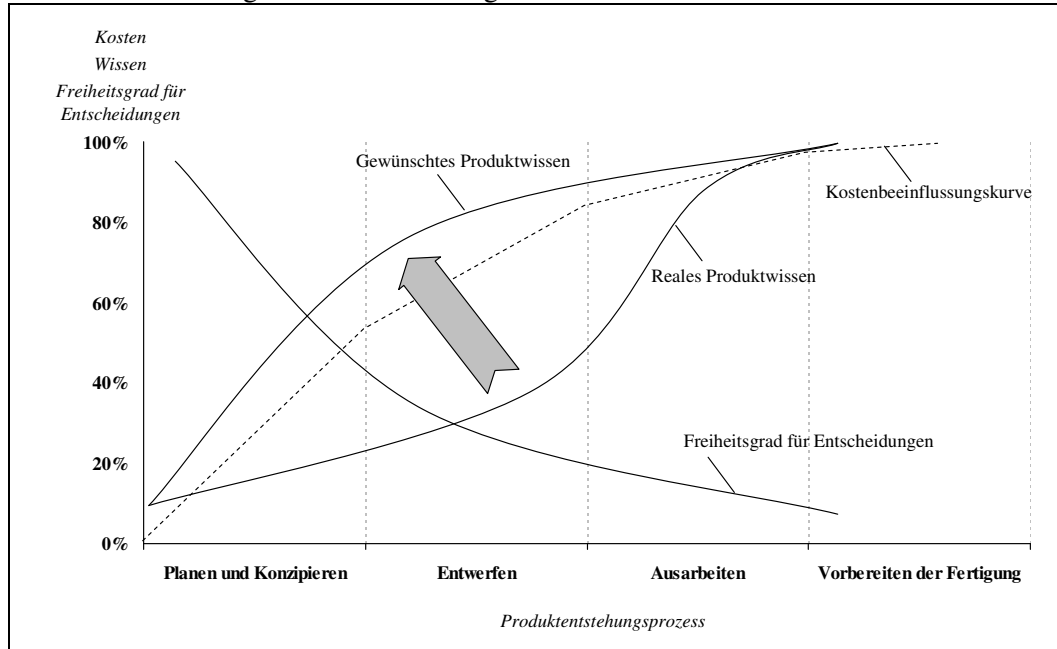 Kosten
Wissen
Freiheitsgrad für
Entscheidungen
100%
80%
60%
40%
20%
0%
Gewünschtes Produktwissen
Kostenbeeinflussungskurve
Reales Produktwissen
Freiheitsgrad für Entscheidungen
Planen und Konzipieren
Entwerfen
Ausarbeiten
Vorbereiten der Fertigung
Produktentstehungsprozess